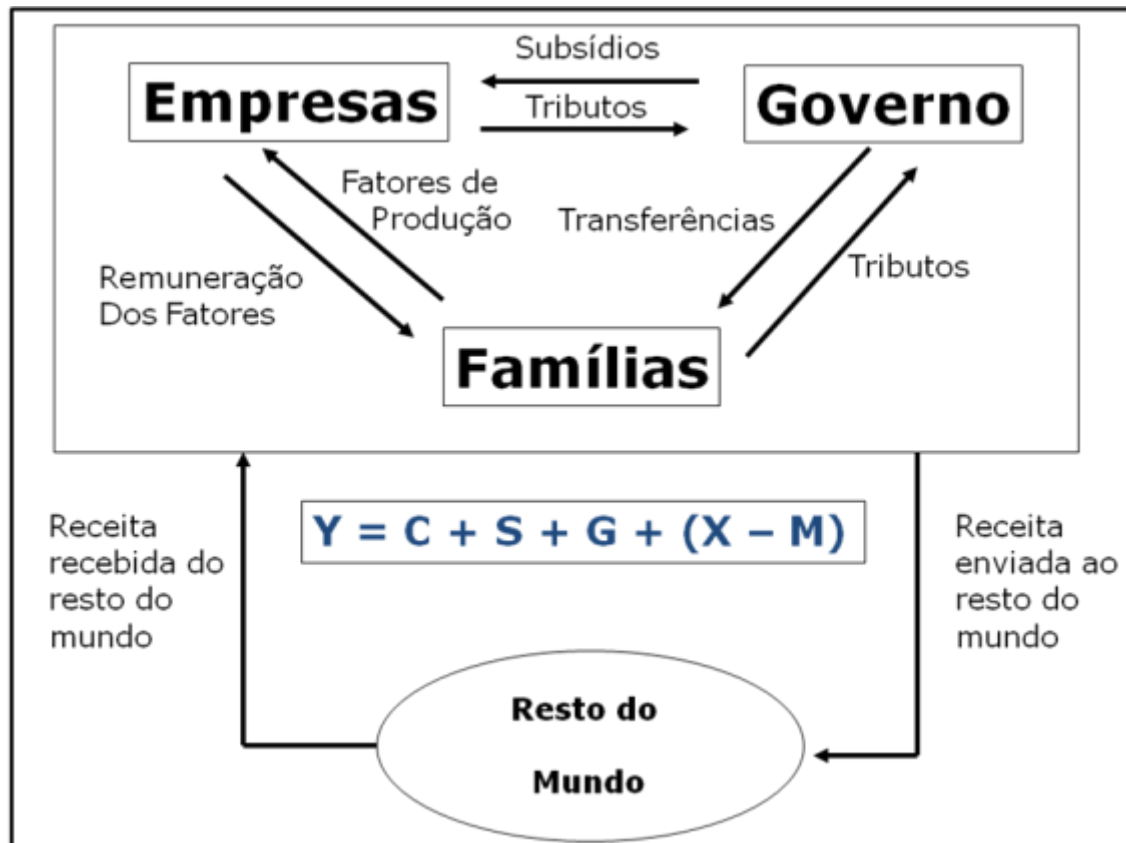 Subsídios
Empresas
Governo
Tributos
Fatores de
Produção
Transferências
Tributos
Remuneração
Dos Fatores
Famílias
Receita
recebida do
resto do
mundo
Y = C + S + G + (X – M)
Receita
enviada ao
resto do
mundo
Resto do
Mundo